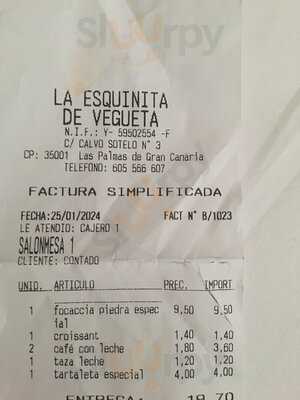 Sluurpy
LA ESQUINITA
DE VEGUETA
N.I.F.: Y- 59502554 -F
C/ CALVO SOTELO N° 3
CP: 35001 Las Palmas de Gran Canaria
TELEFONO: 605 566 607
FACTURA SIMPLIFICADA
FECHA:25/01/2024 FACT N° B/1023
LE ATENDIO: CAJERO 1
SALONMESA 1
CLIENTE: CONTADO
UNID. ARTICULO PREC. IMPORT
1 focaccia piedra espec 9,50 9,50
ial
1 croissant 1,40 1,40
2 café con leche 1,80 3,60
1 taza leche 1,20 1,20
1 tartaleta especial 4,00 4,00
ENTREGA: 19,70